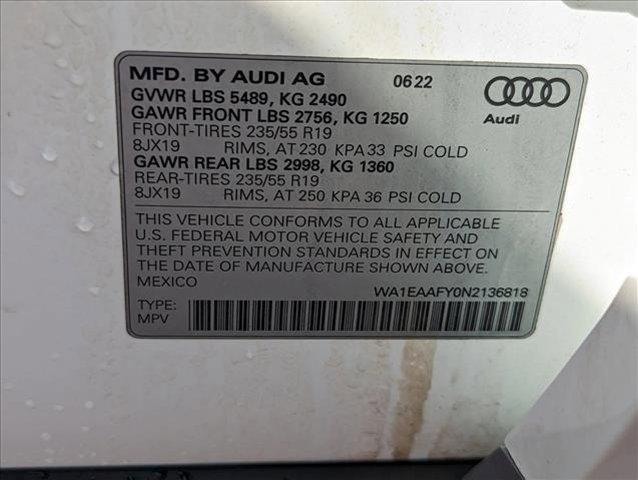 MFD. BY AUDI AG 06 22
GVWR LBS 5489, KG 2490
GAWR FRONT LBS 2756, KG 1250
Audi
FRONT-TIRES 235/55 R19
8JX19 RIMS, AT 230 KPA 33 PSI COLD
GAWR REAR LBS 2998, KG 1360
REAR-TIRES 235/55 R19
8JX19 RIMS, AT 250 KPA 36 PSI COLD
THIS VEHICLE CONFORMS TO ALL APPLICABLE
U.S. FEDERAL MOTOR VEHICLE SAFETY AND
THEFT PREVENTION STANDARDS IN EFFECT ON
THE DATE OF MANUFACTURE SHOWN ABOVE.
MEXICO
WA1EAAFY0N2136818
TYPE:
MPV